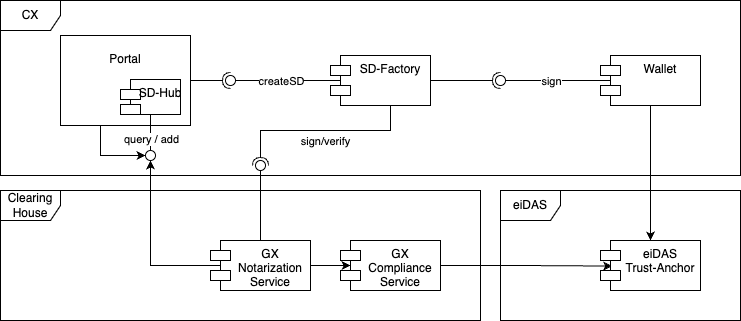 CX
Portal
SD-Hub
createSD
SD-Factory
sign
Wallet
query / add
sign/verify
Clearing
House
eiDAS
GX
Notarization
Service
GX
Compliance
Service
eiDAS
Trust-Anchor